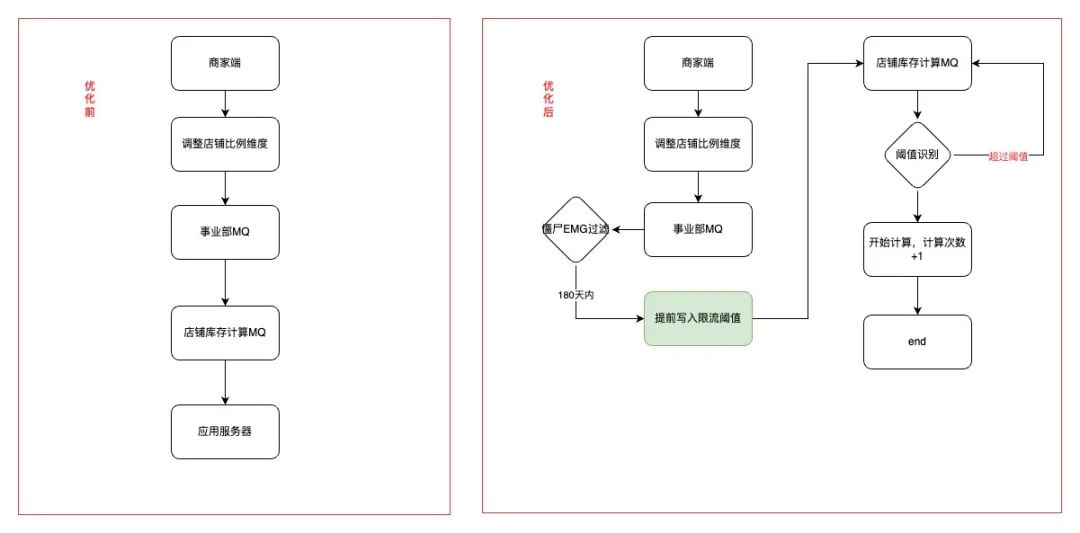 优化前
商家端
调整店铺比例维度
事业部MQ
店铺库存计算MQ
应用服务器
优化后
商家端
调整店铺比例维度
事业部MQ
僵尸EMG过滤
180天内
提前写入限流阈值
店铺库存计算MQ
阈值识别
超过阈值
开始计算，计算次数
+1
end